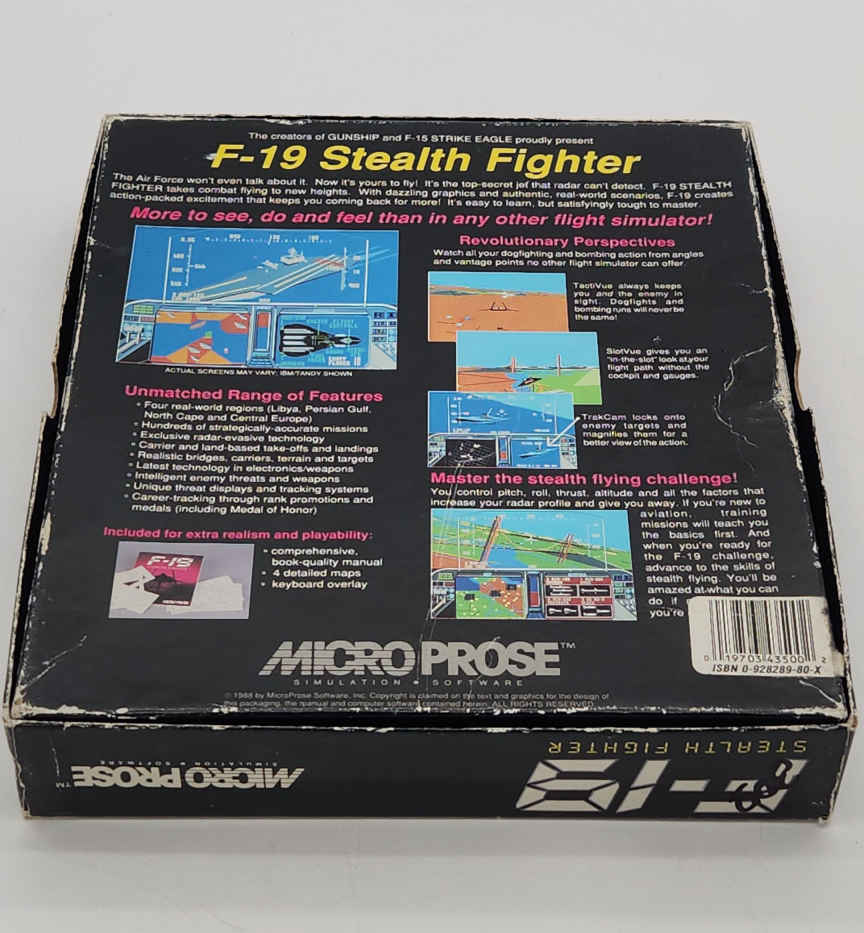 The creators of GUNSHIP and F-15 STRIKE EAGLE proudly present
F-19 Stealth Fighter
The Air Force won't even talk about it. Now it's yours to fly! It's the top-secret jet that radar can't detect. F-19 STEALTH
FIGHTER takes combat flying to new heights. With dazzling graphics and authentic, real-world scenarios, F-19 creates
action-packed excitement that keeps you coming back for more! It's easy to learn, but satisfyingly tough to master.
More to see, do and feel than in any other flight simulator!
ACTUAL SCREENS MAY VARY: IBM/TANDY SHOWN
Unmatched Range of Features
• Four real-world regions (Libya, Persian Gulf,
North Cape and Central Europe)
• Hundreds of strategically-accurate missions
• Exclusive radar-evasive technology
• Carrier and land-based take-offs and landings
• Realistic bridges, carriers, terrain and targets
• Latest technology in electronics/weapons
• Intelligent enemy threats and weapons
• Unique threat displays and tracking systems
• Career-tracking through rank promotions and
medals (including Medal of Honor)
Included for extra realism and playability:
F-19
• comprehensive,
book-quality manual
• 4 detailed maps
• keyboard overlay
Revolutionary Perspectives
Watch all your dogfighting and bombing action from angles
and vantage points no other flight simulator can offer.
TactiVue always keeps
you and the enemy in
sight. Dogfights and
bombing runs will never be
the same!
SlotVue gives you an
"in-the-slot" look at your
flight path without the
cockpit and gauges.
TrakCam locks onto
enemy targets and
magnifies them for a
better view of the action.
Master the stealth flying challenge!
You control pitch, roll, thrust, altitude and all the factors that
increase your radar profile and give you away. If you're new to
aviation, training
missions will teach you
the basics first. And
when you're ready for
the F-19 challenge,
advance to the skills of
stealth flying. You'll be
amazed at what you can
do if
you're
0 19703 43500 2
ISBN 0-928289-80-X
MICRO PROSE™
SIMULATION • SOFTWARE
© 1988 by MicroProse Software, Inc. Copyright is claimed on the text and graphics for the design of
this packaging, the manual and computer software contained herein. ALL RIGHTS RESERVED.
F-19
STEALTH FIGHTER
MICRO PROSE™
SIMULATION • SOFTWARE